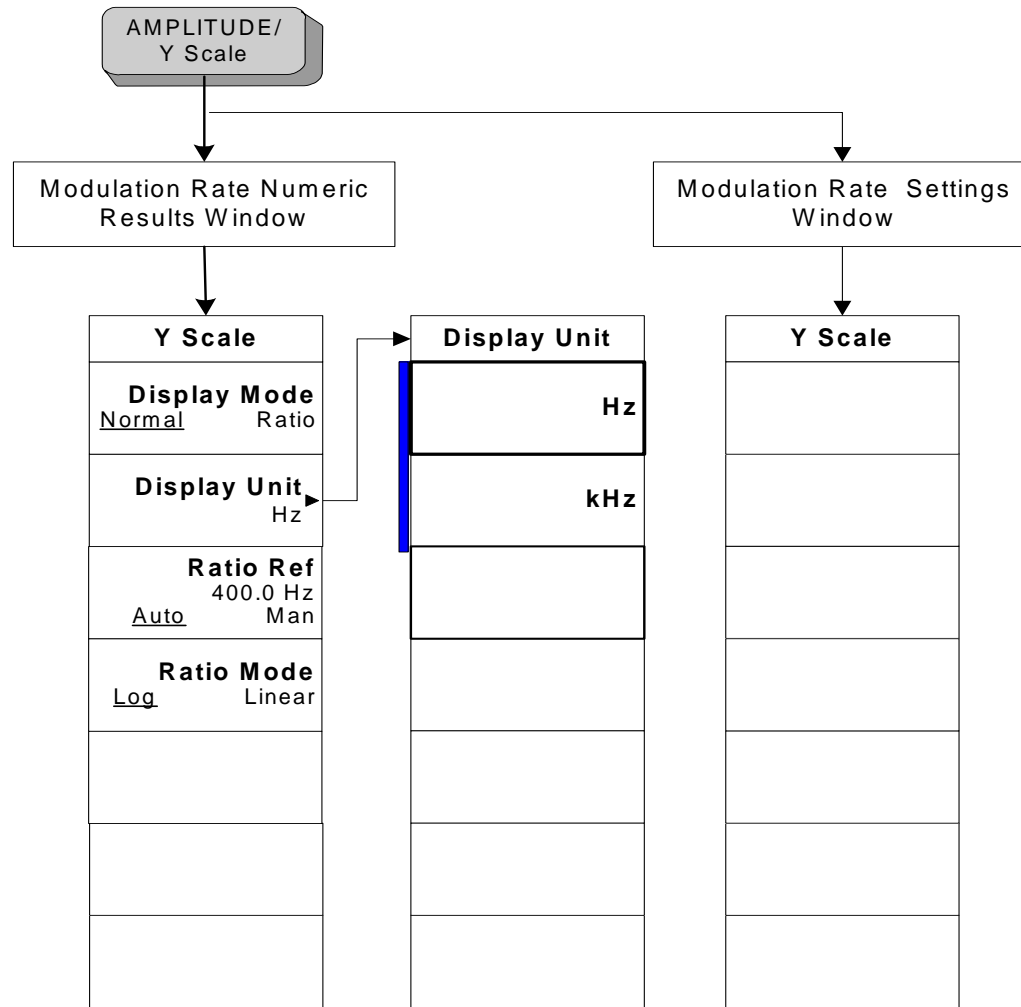 AMPLITUDE/
Y Scale
Modulation Rate Numeric
Results Window
Modulation Rate Settings
Window
Y Scale
Display Mode
Normal Ratio
Display Unit
Hz
Ratio Ref
400.0 Hz
Auto Man
Ratio Mode
Log Linear
Display Unit
Hz
kHz
Y Scale